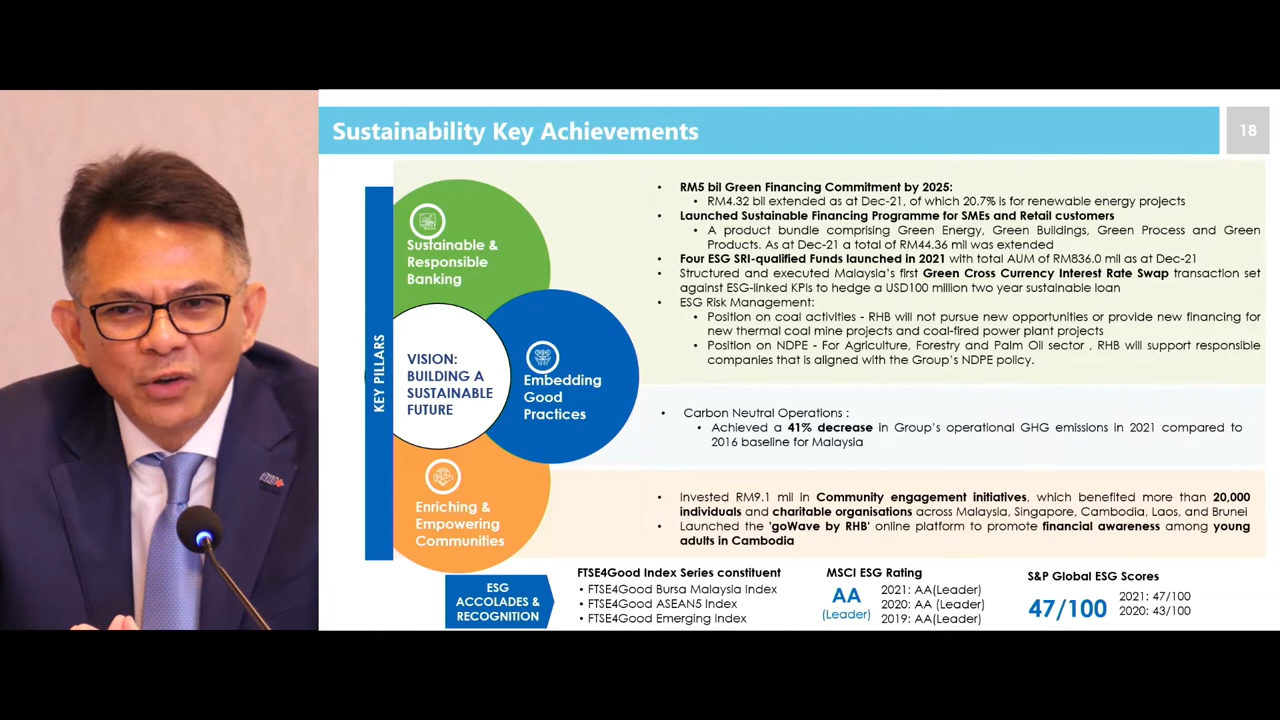 Sustainability Key Achievements
18
KEY PILLARS
Sustainable &
Responsible
Banking
VISION:
BUILDING A
SUSTAINABLE
FUTURE
Embedding
Good
Practices
Enriching &
Empowering
Communities
• RM5 bil Green Financing Commitment by 2025:
• RM4.32 bil extended as at Dec-21, of which 20.7% is for renewable energy projects
• Launched Sustainable Financing Programme for SMEs and Retail customers
• A product bundle comprising Green Energy, Green Buildings, Green Process and Green
Products. As at Dec-21 a total of RM44.36 mil was extended
• Four ESG SRI-qualified Funds launched in 2021 with total AUM of RM836.0 mil as at Dec-21
• Structured and executed Malaysia's first Green Cross Currency Interest Rate Swap transaction set
against ESG-linked KPIs to hedge a USD100 million two year sustainable loan
• ESG Risk Management:
• Position on coal activities - RHB will not pursue new opportunities or provide new financing for
new thermal coal mine projects and coal-fired power plant projects
• Position on NDPE - For Agriculture, Forestry and Palm Oil sector , RHB will support responsible
companies that is aligned with the Group's NDPE policy.
• Carbon Neutral Operations :
• Achieved a 41% decrease in Group's operational GHG emissions in 2021 compared to
2016 baseline for Malaysia
• Invested RM9.1 mil in Community engagement initiatives, which benefited more than 20,000
individuals and charitable organisations across Malaysia, Singapore, Cambodia, Laos, and Brunei
• Launched the 'goWave by RHB' online platform to promote financial awareness among young
adults in Cambodia
ESG
ACCOLADES &
RECOGNITION
FTSE4Good Index Series constituent
• FTSE4Good Bursa Malaysia Index
• FTSE4Good ASEAN5 Index
• FTSE4Good Emerging Index
MSCI ESG Rating
AA
(Leader)
2021: AA(Leader)
2020: AA (Leader)
2019: AA(Leader)
S&P Global ESG Scores
47/100
2021: 47/100
2020: 43/100